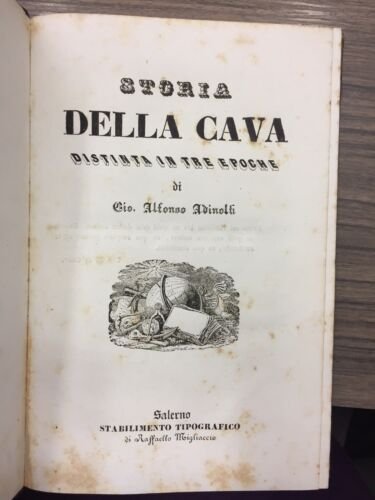 STORIA
DELLA CAVA
DISTINTA IN TRE EPOCHE
di
Gio. Alfonso Adinolfi
Salerno
STABILIMENTO TIPOGRAFICO
di Raffaello Migliaccio